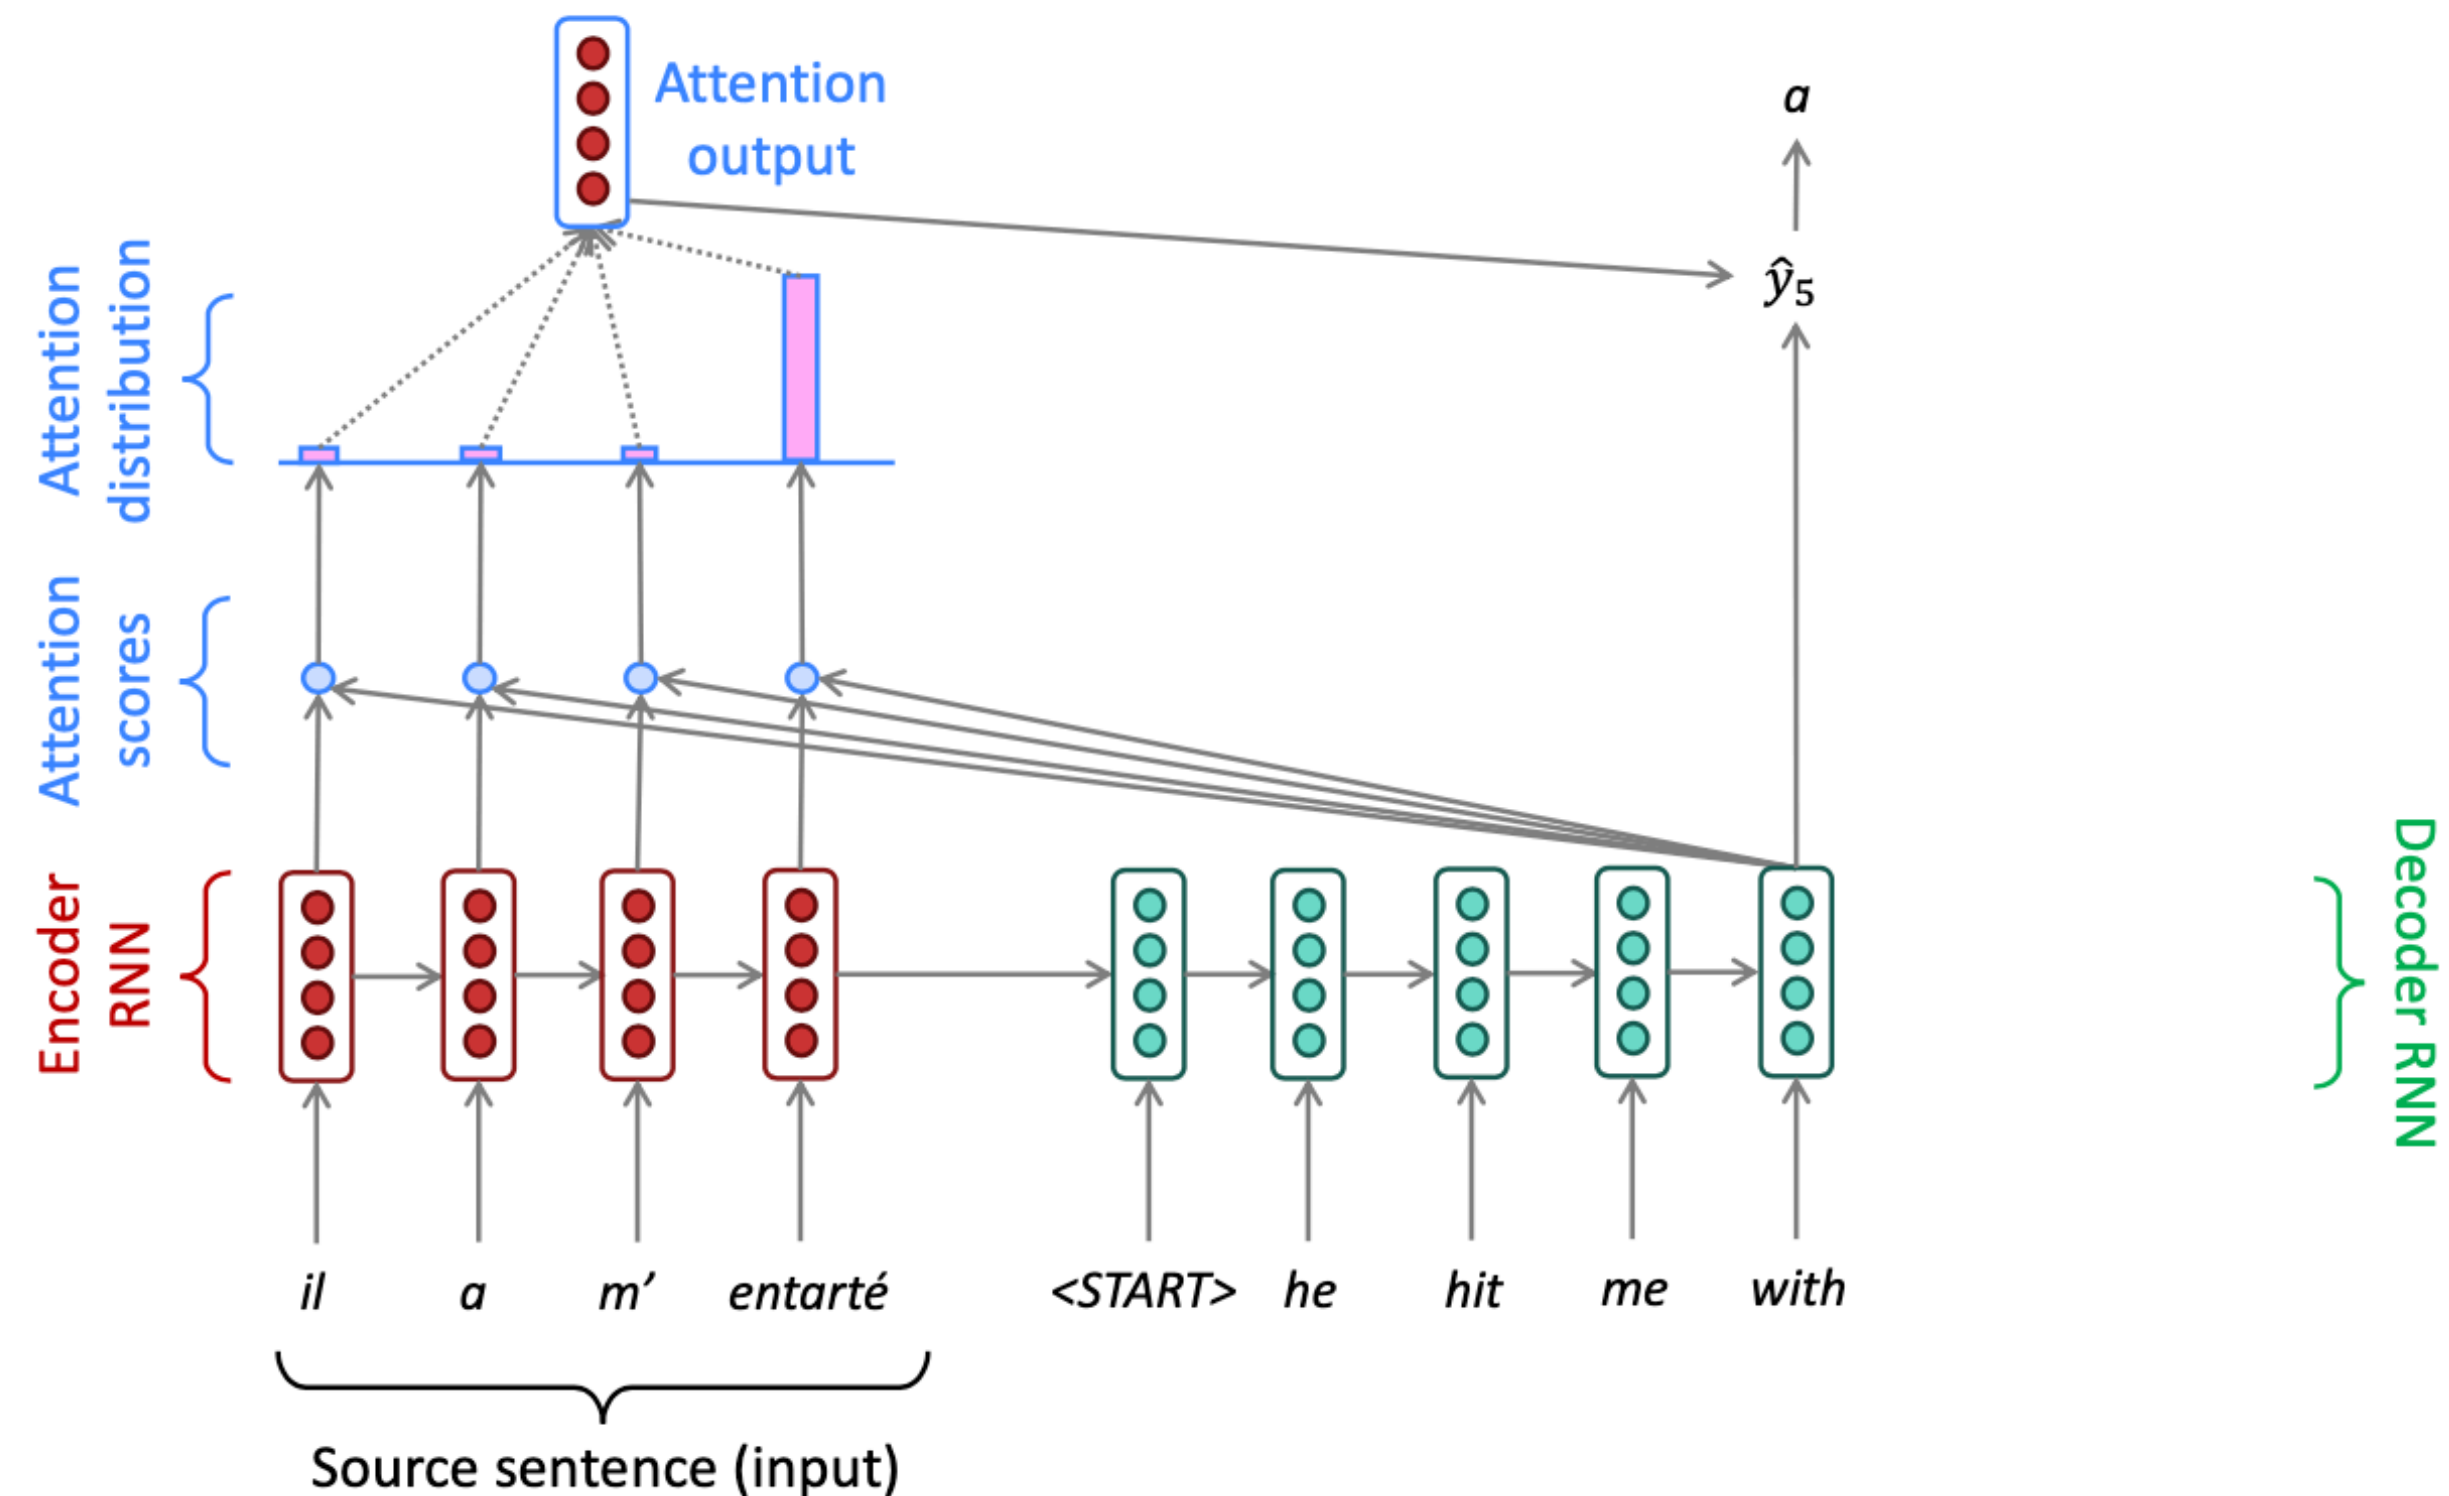 Attention
output
a
ŷ5
Attention
distribution
Attention
scores
Encoder
RNN
Decoder RNN
il a m’ entarté <START> he hit me with
Source sentence (input)